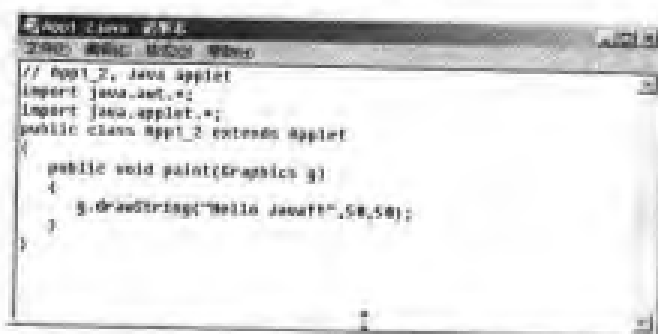 // App1_2, Java applet
import java.awt.*;
import java.applet.*;
public class App1_2 extends Applet
{
public void paint(Graphics g)
{
g.drawString("Hello Java!!",50,50);
}
}